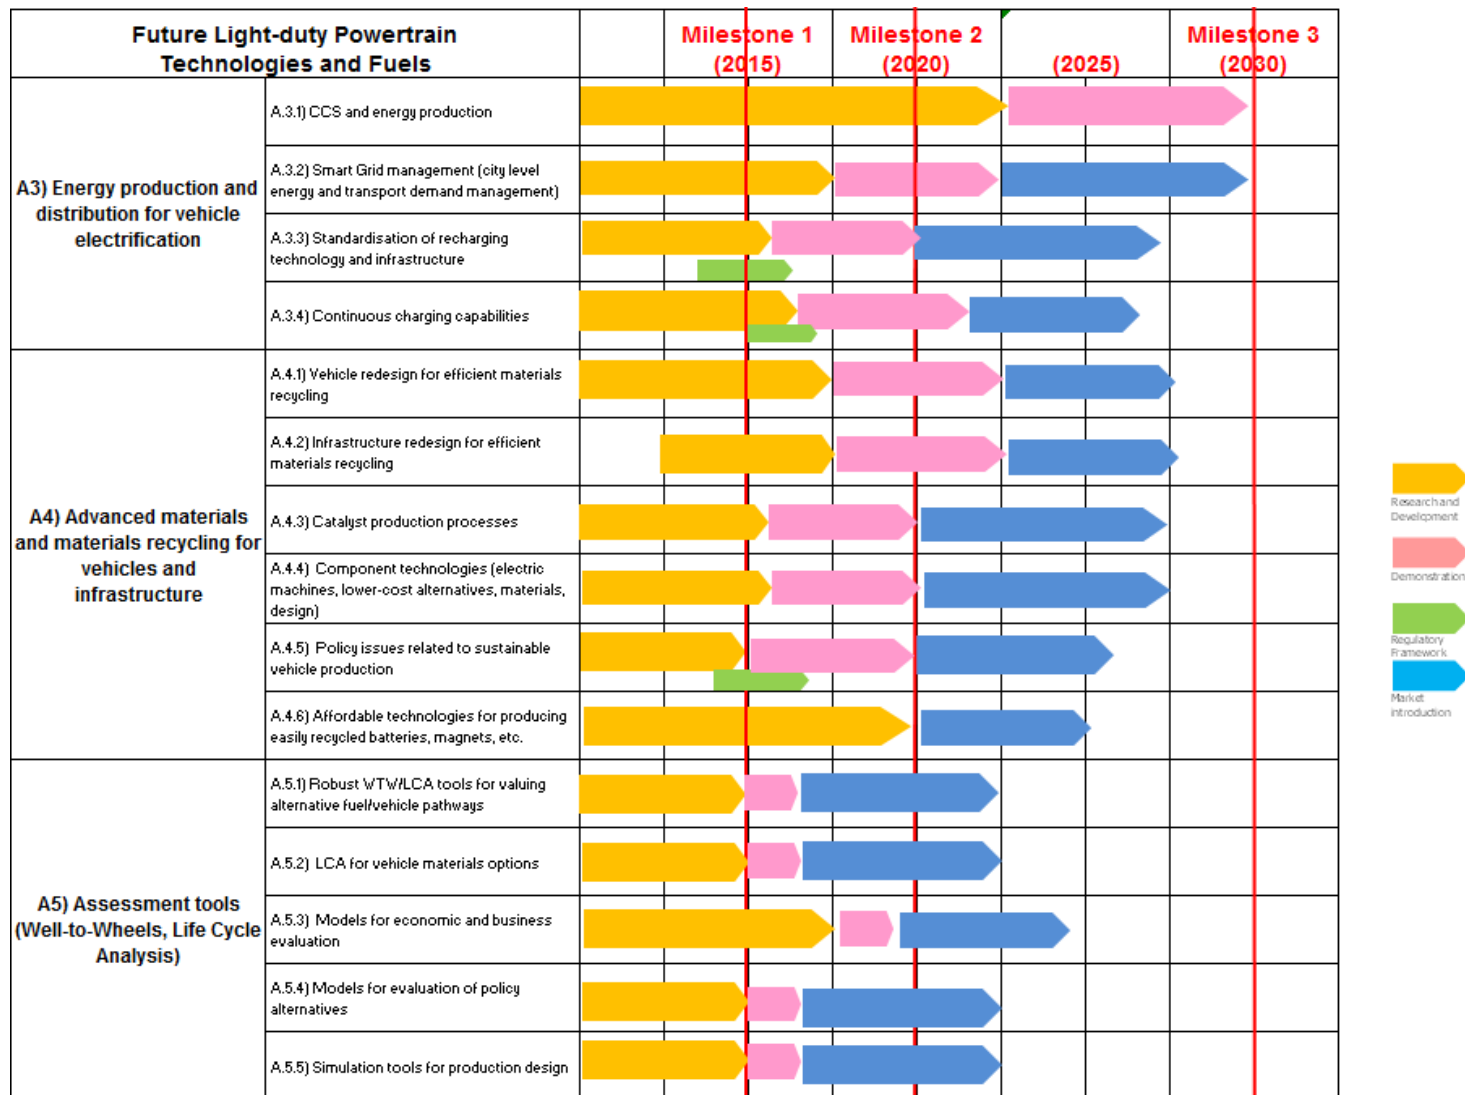 Future Light-duty Powertrain
Technologies and Fuels
Milestone 1
(2015)
Milestone 2
(2020)
(2025)
Milestone 3
(2030)
A3) Energy production and
distribution for vehicle
electrification
A.3.1) CCS and energy production
A.3.2) Smart Grid management (city level
energy and transport demand management)
A.3.3) Standardisation of recharging
technology and infrastructure
A.3.4) Continuous charging capabilities
A4) Advanced materials
and materials recycling for
vehicles and
infrastructure
A.4.1) Vehicle redesign for efficient materials
recycling
A.4.2) Infrastructure redesign for efficient
materials recycling
A.4.3) Catalyst production processes
A.4.4) Component technologies (electric
machines, lower-cost alternatives, materials,
design)
A.4.5) Policy issues related to sustainable
vehicle production
A.4.6) Affordable technologies for producing
easily recycled batteries, magnets, etc.
A5) Assessment tools
(Well-to-Wheels, Life Cycle
Analysis)
A.5.1) Robust WTW/LCA tools for valuing
alternative fuel/vehicle pathways
A.5.2) LCA for vehicle materials options
A.5.3) Models for economic and business
evaluation
A.5.4) Models for evaluation of policy
alternatives
A.5.5) Simulation tools for production design
Research and
Development
Demonstration
Regulatory
Framework
Market
introduction